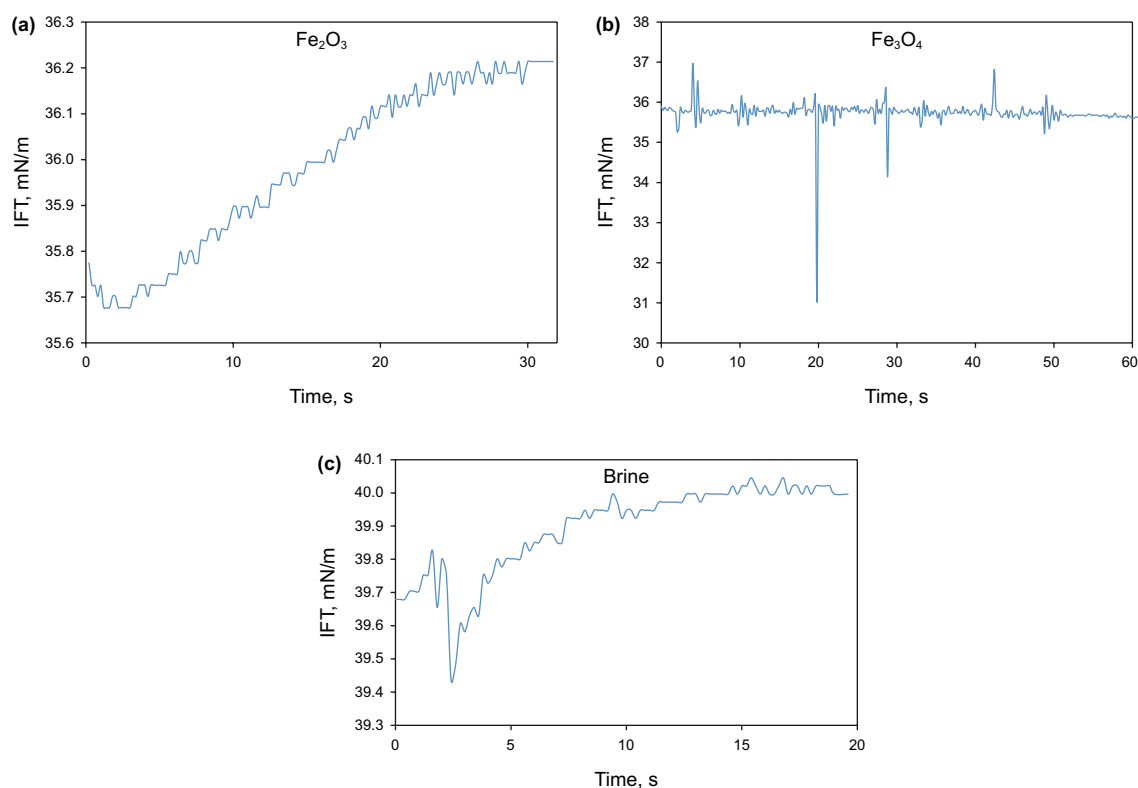 (a)
Fe₂O₃
36.3
36.2
36.1
36.0
35.9
35.8
35.7
35.6
IFT, mN/m
0 10 20 30
Time, s
(b)
Fe₃O₄
38
37
36
35
34
33
32
31
30
IFT, mN/m
0 10 20 30 40 50 60
Time, s
(c)
Brine
40.1
40.0
39.9
39.8
39.7
39.6
39.5
39.4
39.3
IFT, mN/m
0 5 10 15 20
Time, s